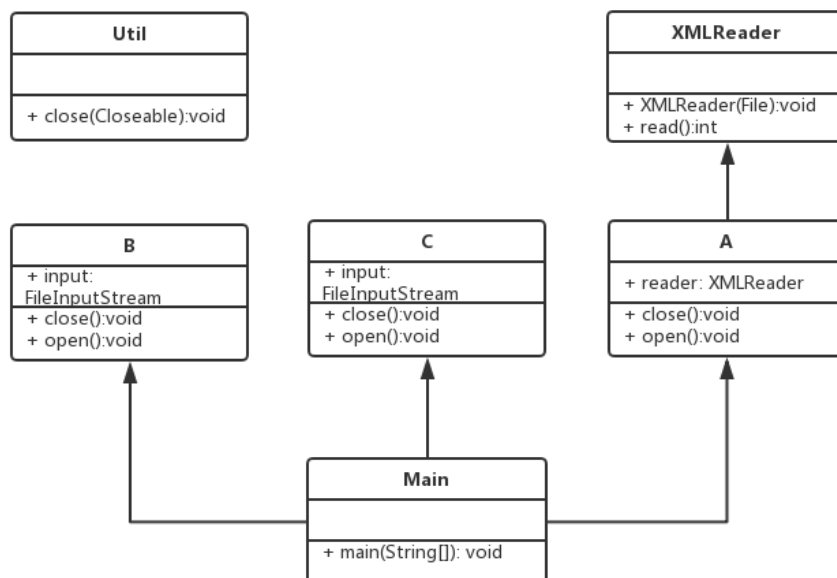 Util
+ close(Closeable):void
XMLReader
+ XMLReader(File):void
+ read():int
B
+ input:
FileInputStream
+ close():void
+ open():void
C
+ input:
FileInputStream
+ close():void
+ open():void
A
+ reader: XMLReader
+ close():void
+ open():void
Main
+ main(String[]): void